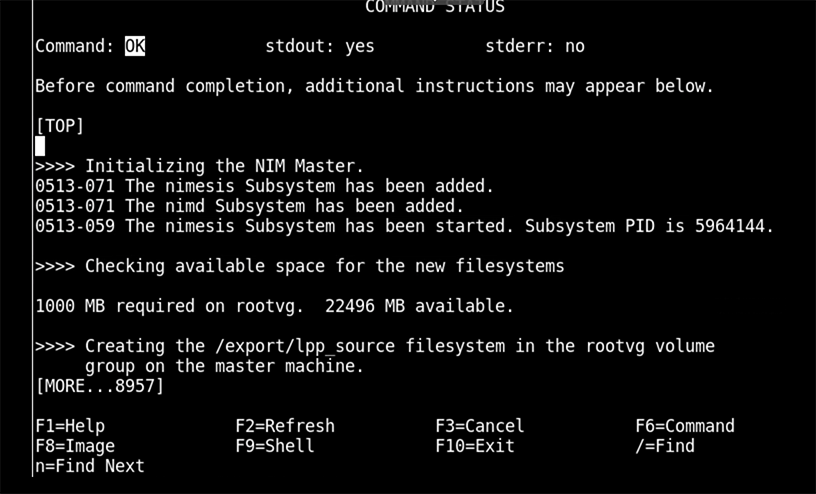 COMMAND STATUS
Command: OK stdout: yes stderr: no
Before command completion, additional instructions may appear below.
[TOP]
>>>> Initializing the NIM Master.
0513-071 The nimesis Subsystem has been added.
0513-071 The nimd Subsystem has been added.
0513-059 The nimesis Subsystem has been started. Subsystem PID is 5964144.
>>>> Checking available space for the new filesystems
1000 MB required on rootvg. 22496 MB available.
>>>> Creating the /export/lpp_source filesystem in the rootvg volume
group on the master machine.
[MORE...8957]
F1=Help F2=Refresh F3=Cancel F6=Command
F8=Image F9=Shell F10=Exit /=Find
n=Find Next